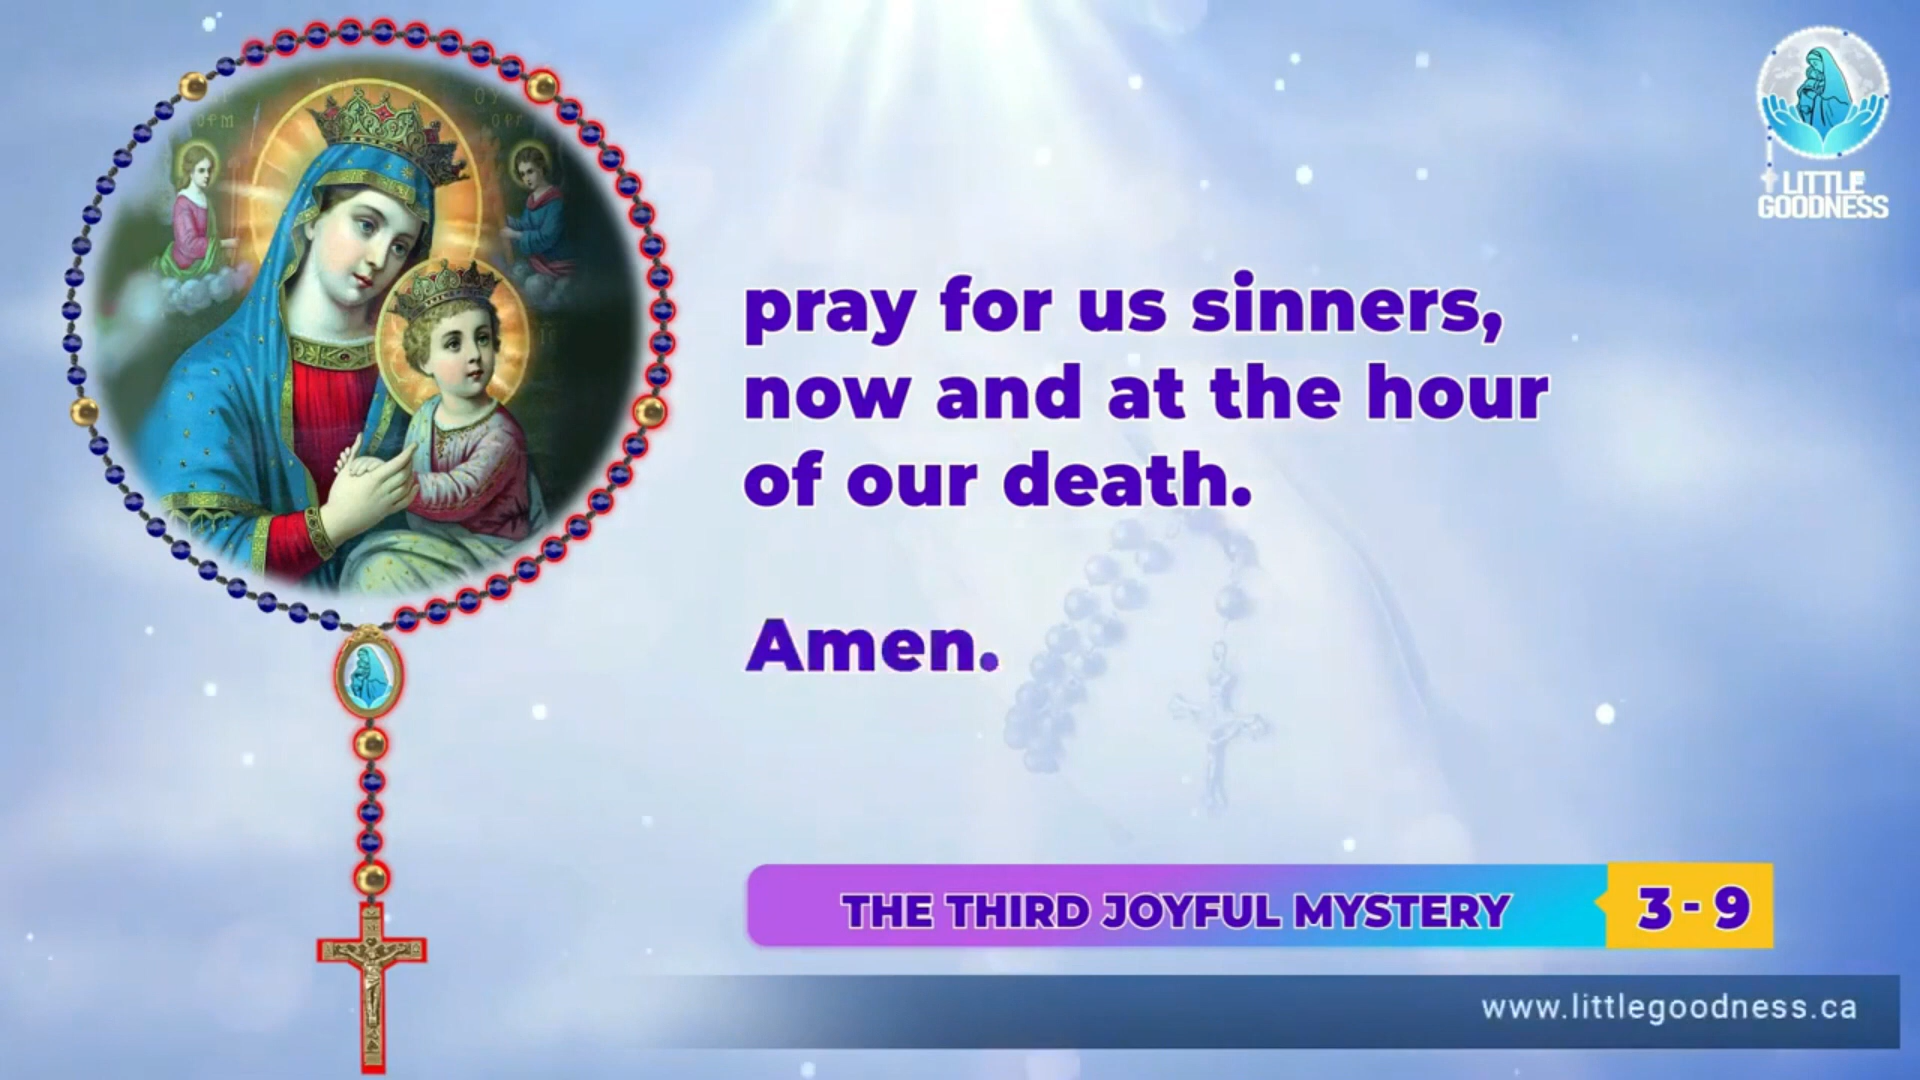 LITTLE
GOODNESS
pray for us sinners,
now and at the hour
of our death.
Amen.
THE THIRD JOYFUL MYSTERY
3 - 9
www.littlegoodness.ca